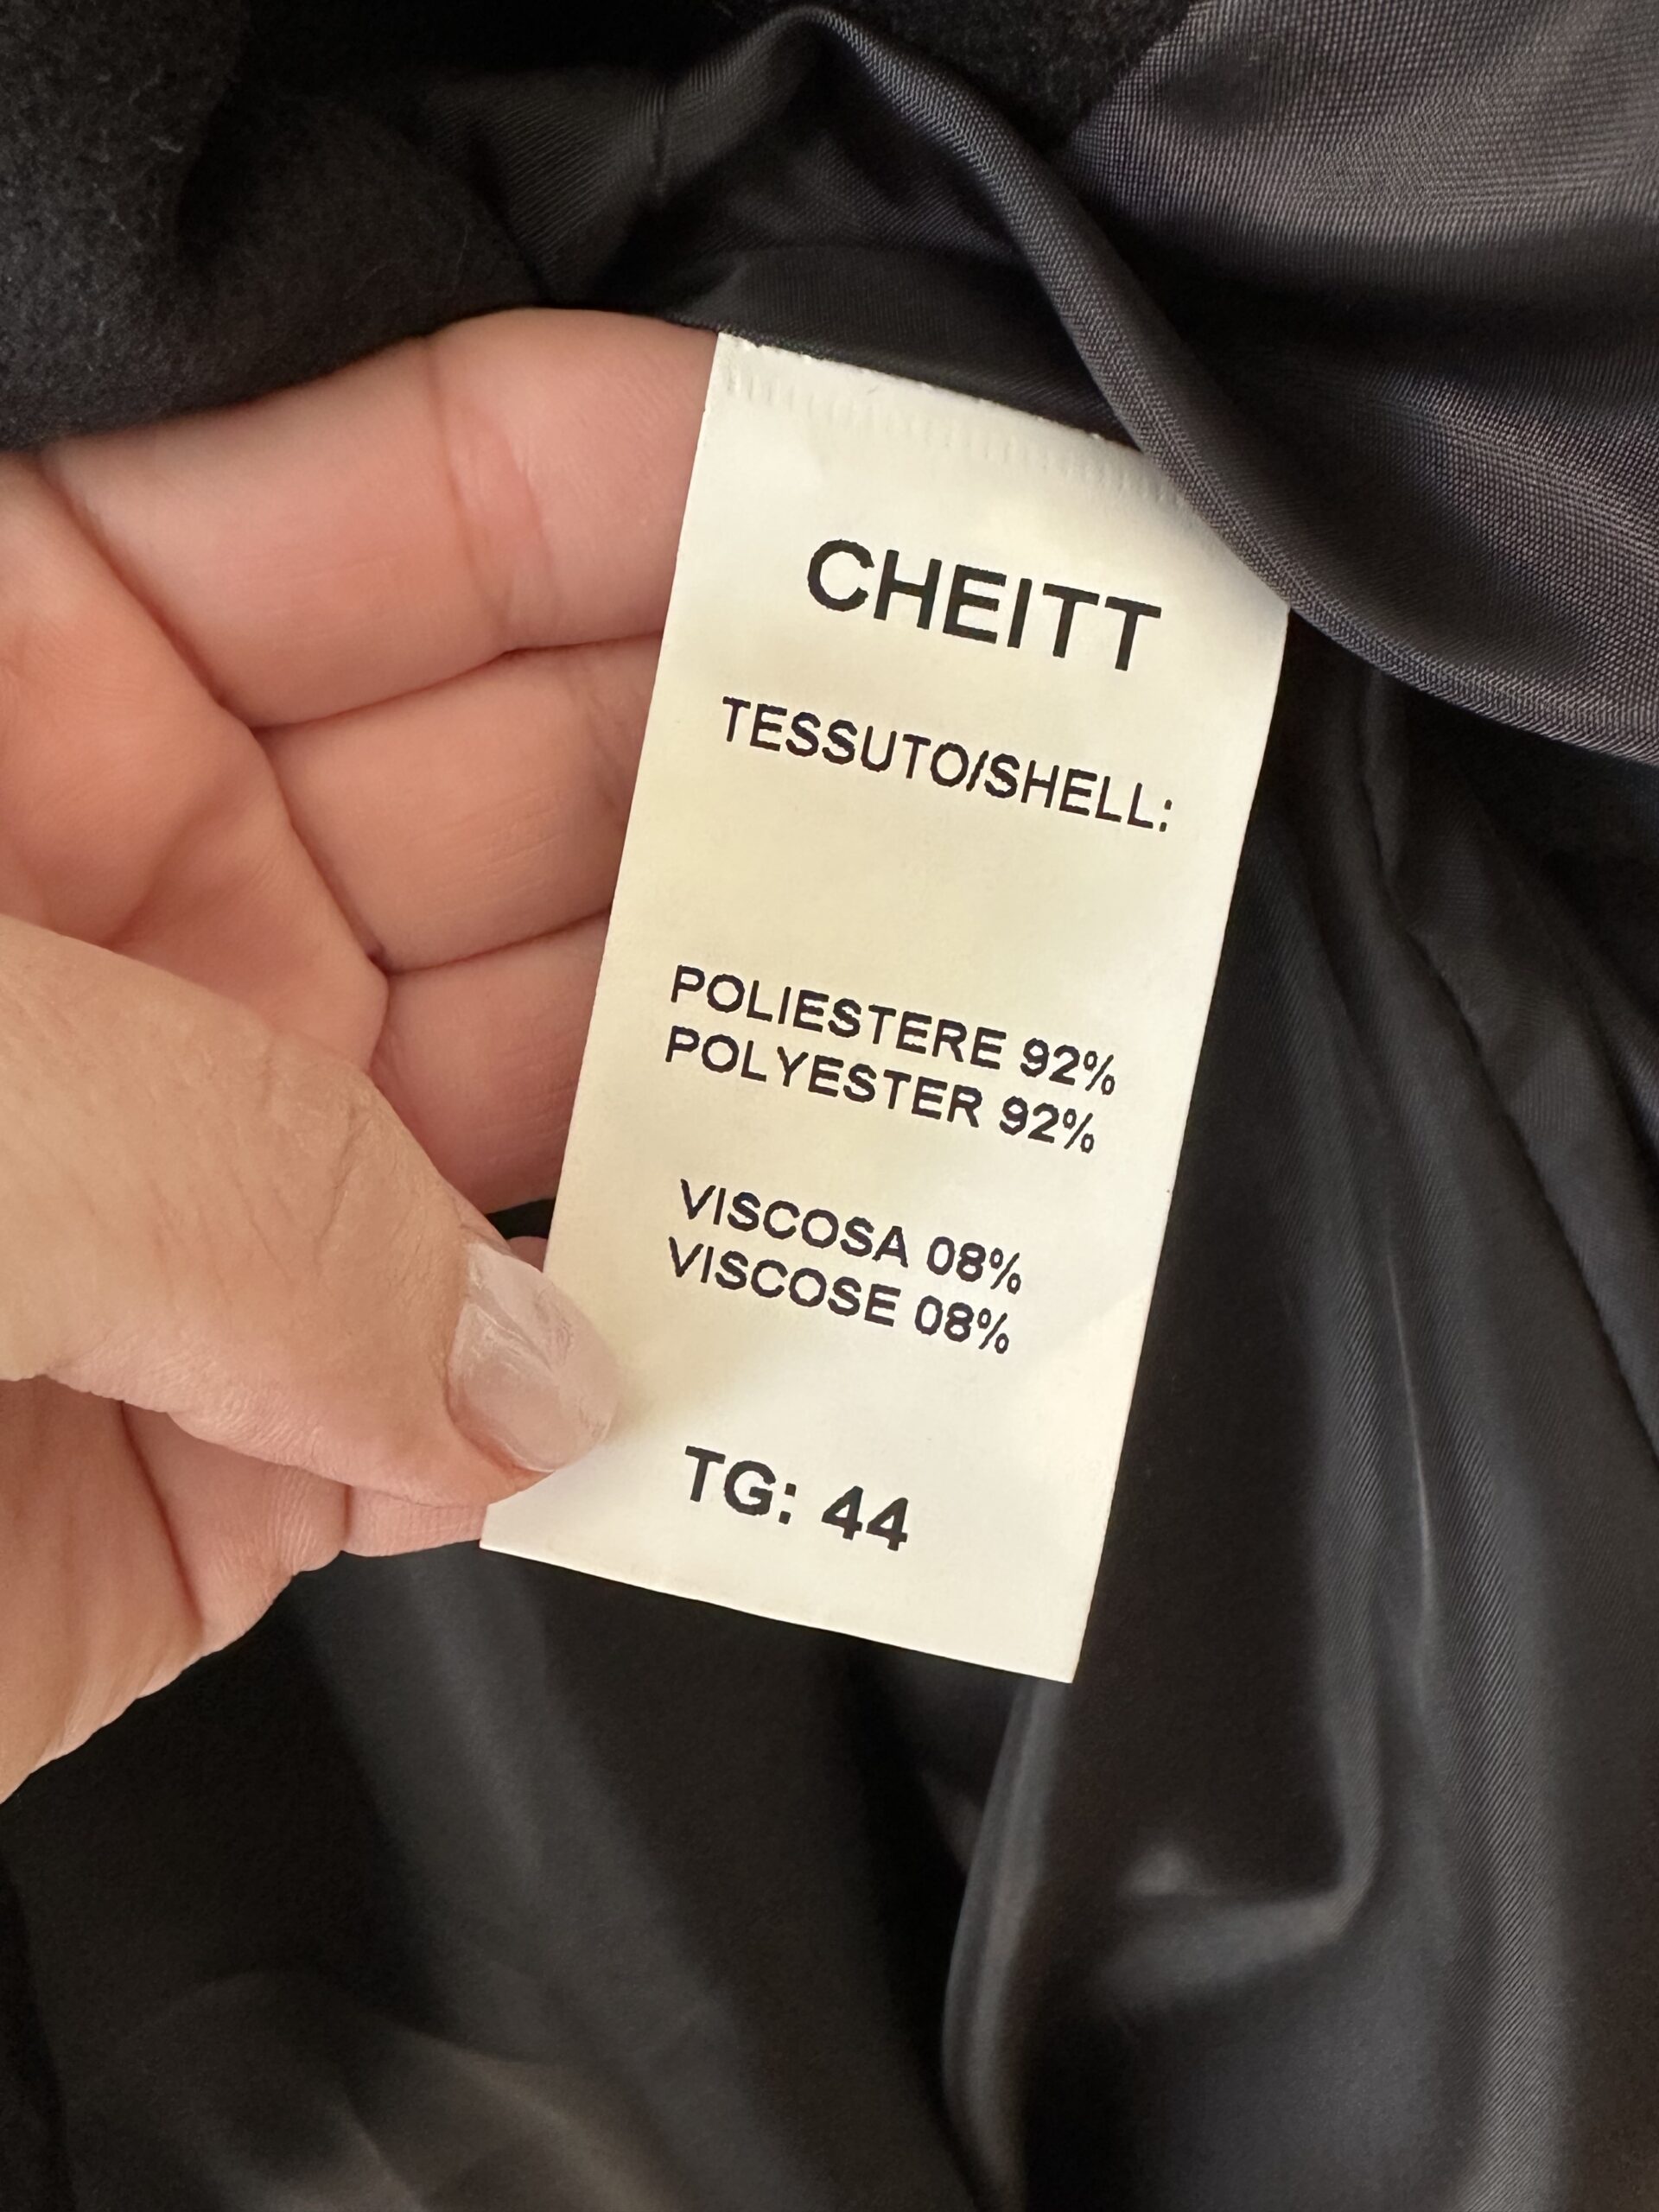 CHEITT
TESSUTO/SHELL:
POLIESTERE 92%
POLYESTER 92%
VISCOSA 08%
VISCOSE 08%
TG: 44